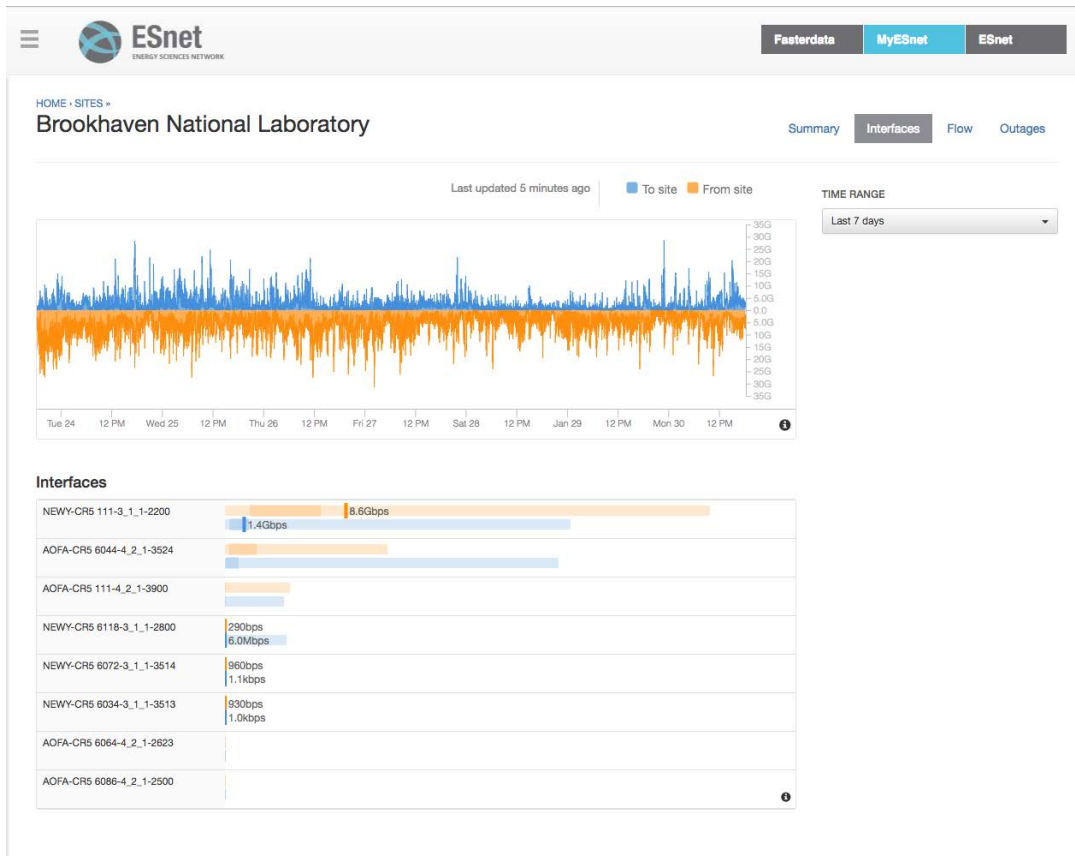 ESnet
ENERGY SCIENCES NETWORK
Fasterdata MyESnet ESnet
HOME › SITES »
Brookhaven National Laboratory
Summary Interfaces Flow Outages
Last updated 5 minutes ago To site From site
TIME RANGE
Last 7 days
35G
30G
25G
20G
15G
10G
5.0G
0.0
5.0G
10G
15G
20G
25G
30G
35G
Tue 24 12 PM Wed 25 12 PM Thu 26 12 PM Fri 27 12 PM Sat 28 12 PM Jan 29 12 PM Mon 30 12 PM
Interfaces
NEWY-CR5 111-3_1_1-2200 8.6Gbps
1.4Gbps
AOFA-CR5 6044-4_2_1-3524
AOFA-CR5 111-4_2_1-3900
NEWY-CR5 6118-3_1_1-2800 290bps
6.0Mbps
NEWY-CR5 6072-3_1_1-3514 960bps
1.1kbps
NEWY-CR5 6034-3_1_1-3513 930bps
1.0kbps
AOFA-CR5 6064-4_2_1-2623
AOFA-CR5 6086-4_2_1-2500